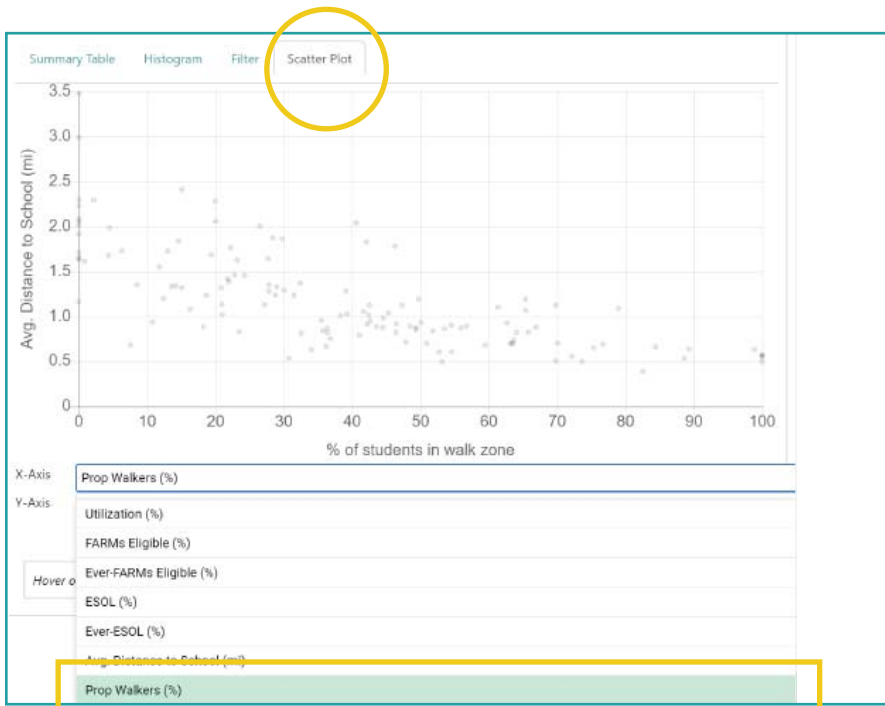 Summary Table Histogram Filter Scatter Plot
3.5
3.0
2.5
2.0
1.5
1.0
0.5
0
Avg. Distance to School (mi)
0 10 20 30 40 50 60 70 80 90 100
% of students in walk zone
X-Axis Prop Walkers (%)
Y-Axis
Utilization (%)
FARMs Eligible (%)
Hover o
Ever-FARMs Eligible (%)
ESOL (%)
Ever-ESOL (%)
Avg. Distance to School (mi)
Prop Walkers (%)